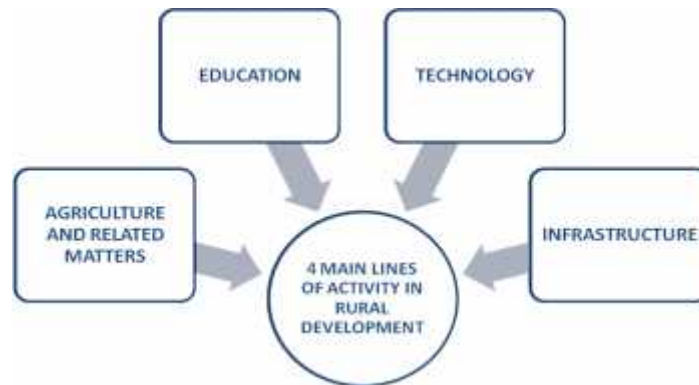 EDUCATION
TECHNOLOGY
AGRICULTURE
AND RELATED
MATTERS
INFRASTRUCTURE
4 MAIN LINES
OF ACTIVITY IN
RURAL
DEVELOPMENT